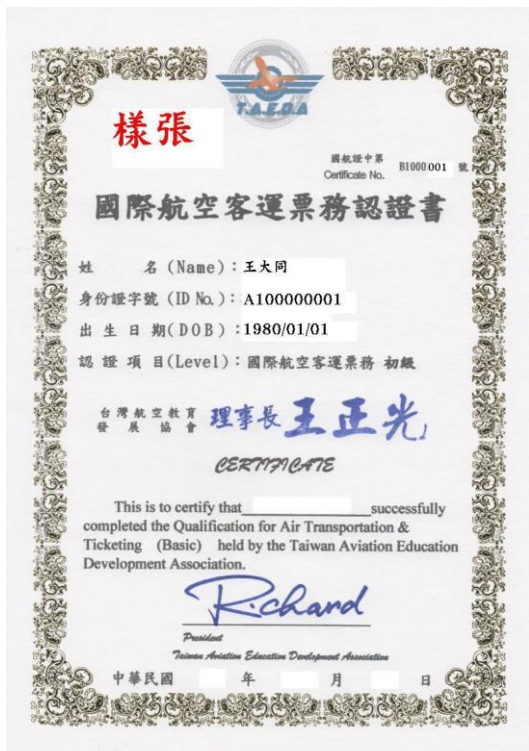 T.A.E.D.A
樣張
國航證中第 B1000001 號
Certificate No.
國際航空客運票務認證書
姓 名(Name):王大同
身份證字號(ID No.):A100000001
出生日期(DOB):1980/01/01
認證項目(Level):國際航空客運票務 初級
台灣航空教育
發展協會 理事長 王正光
CERTIFICATE
This is to certify that successfully
completed the Qualification for Air Transportation &
Ticketing (Basic) held by the Taiwan Aviation Education
Development Association.
Richard
President
Taiwan Aviation Education Development Association
中華民國 年 月 日